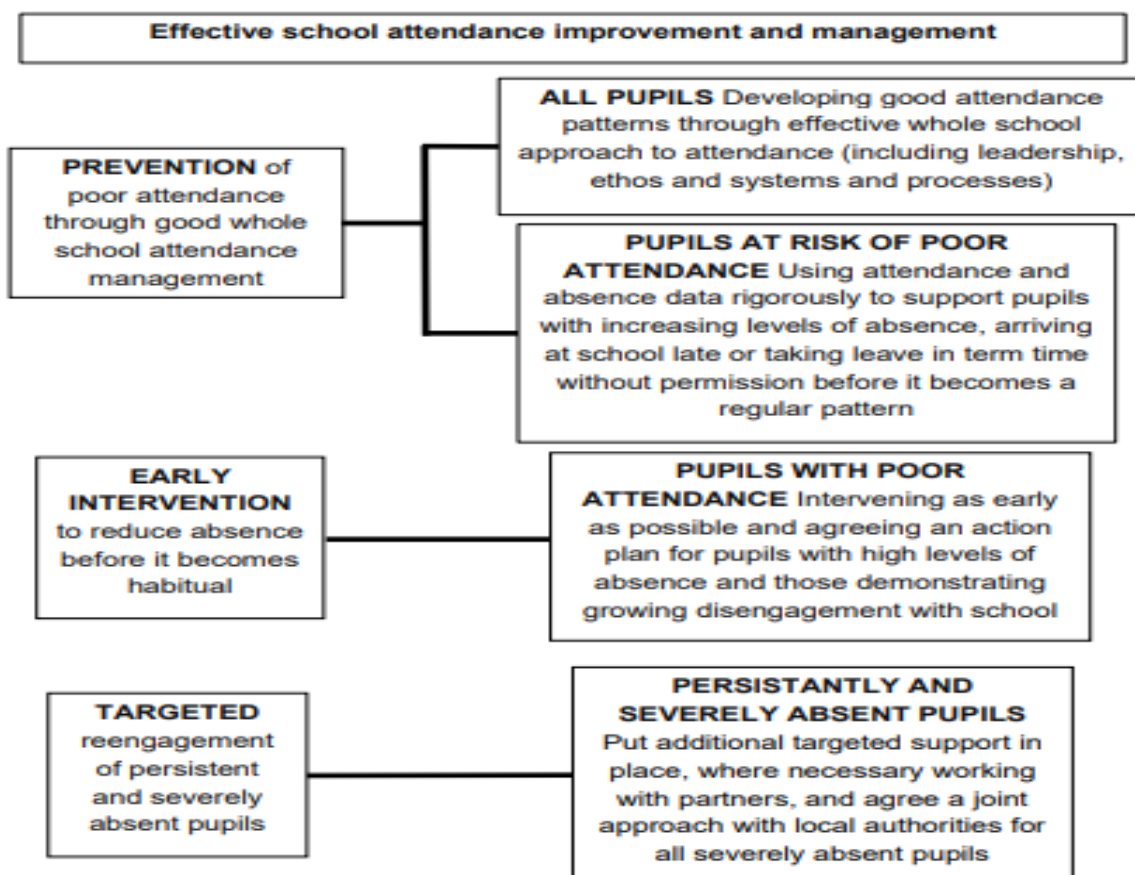 Effective school attendance improvement and management
ALL PUPILS Developing good attendance
patterns through effective whole school
approach to attendance (including leadership,
ethos and systems and processes)
PREVENTION of
poor attendance
through good whole
school attendance
management
PUPILS AT RISK OF POOR
ATTENDANCE Using attendance and
absence data rigorously to support pupils
with increasing levels of absence, arriving
at school late or taking leave in term time
without permission before it becomes a
regular pattern
EARLY
INTERVENTION
to reduce absence
before it becomes
habitual
PUPILS WITH POOR
ATTENDANCE Intervening as early
as possible and agreeing an action
plan for pupils with high levels of
absence and those demonstrating
growing disengagement with school
TARGETED
reengagement
of persistent
and severely
absent pupils
PERSISTANTLY AND
SEVERELY ABSENT PUPILS
Put additional targeted support in
place, where necessary working
with partners, and agree a joint
approach with local authorities for
all severely absent pupils